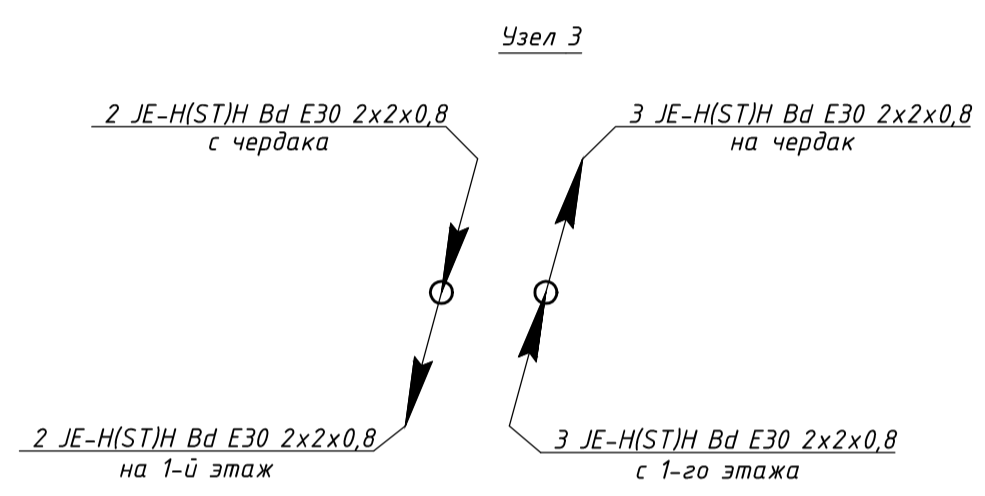 Узел 3
2 JE-H(ST)H Bd E30 2x2x0,8
с чердака
3 JE-H(ST)H Bd E30 2x2x0,8
на чердак
2 JE-H(ST)H Bd E30 2x2x0,8
на 1-й этаж
3 JE-H(ST)H Bd E30 2x2x0,8
с 1-го этажа